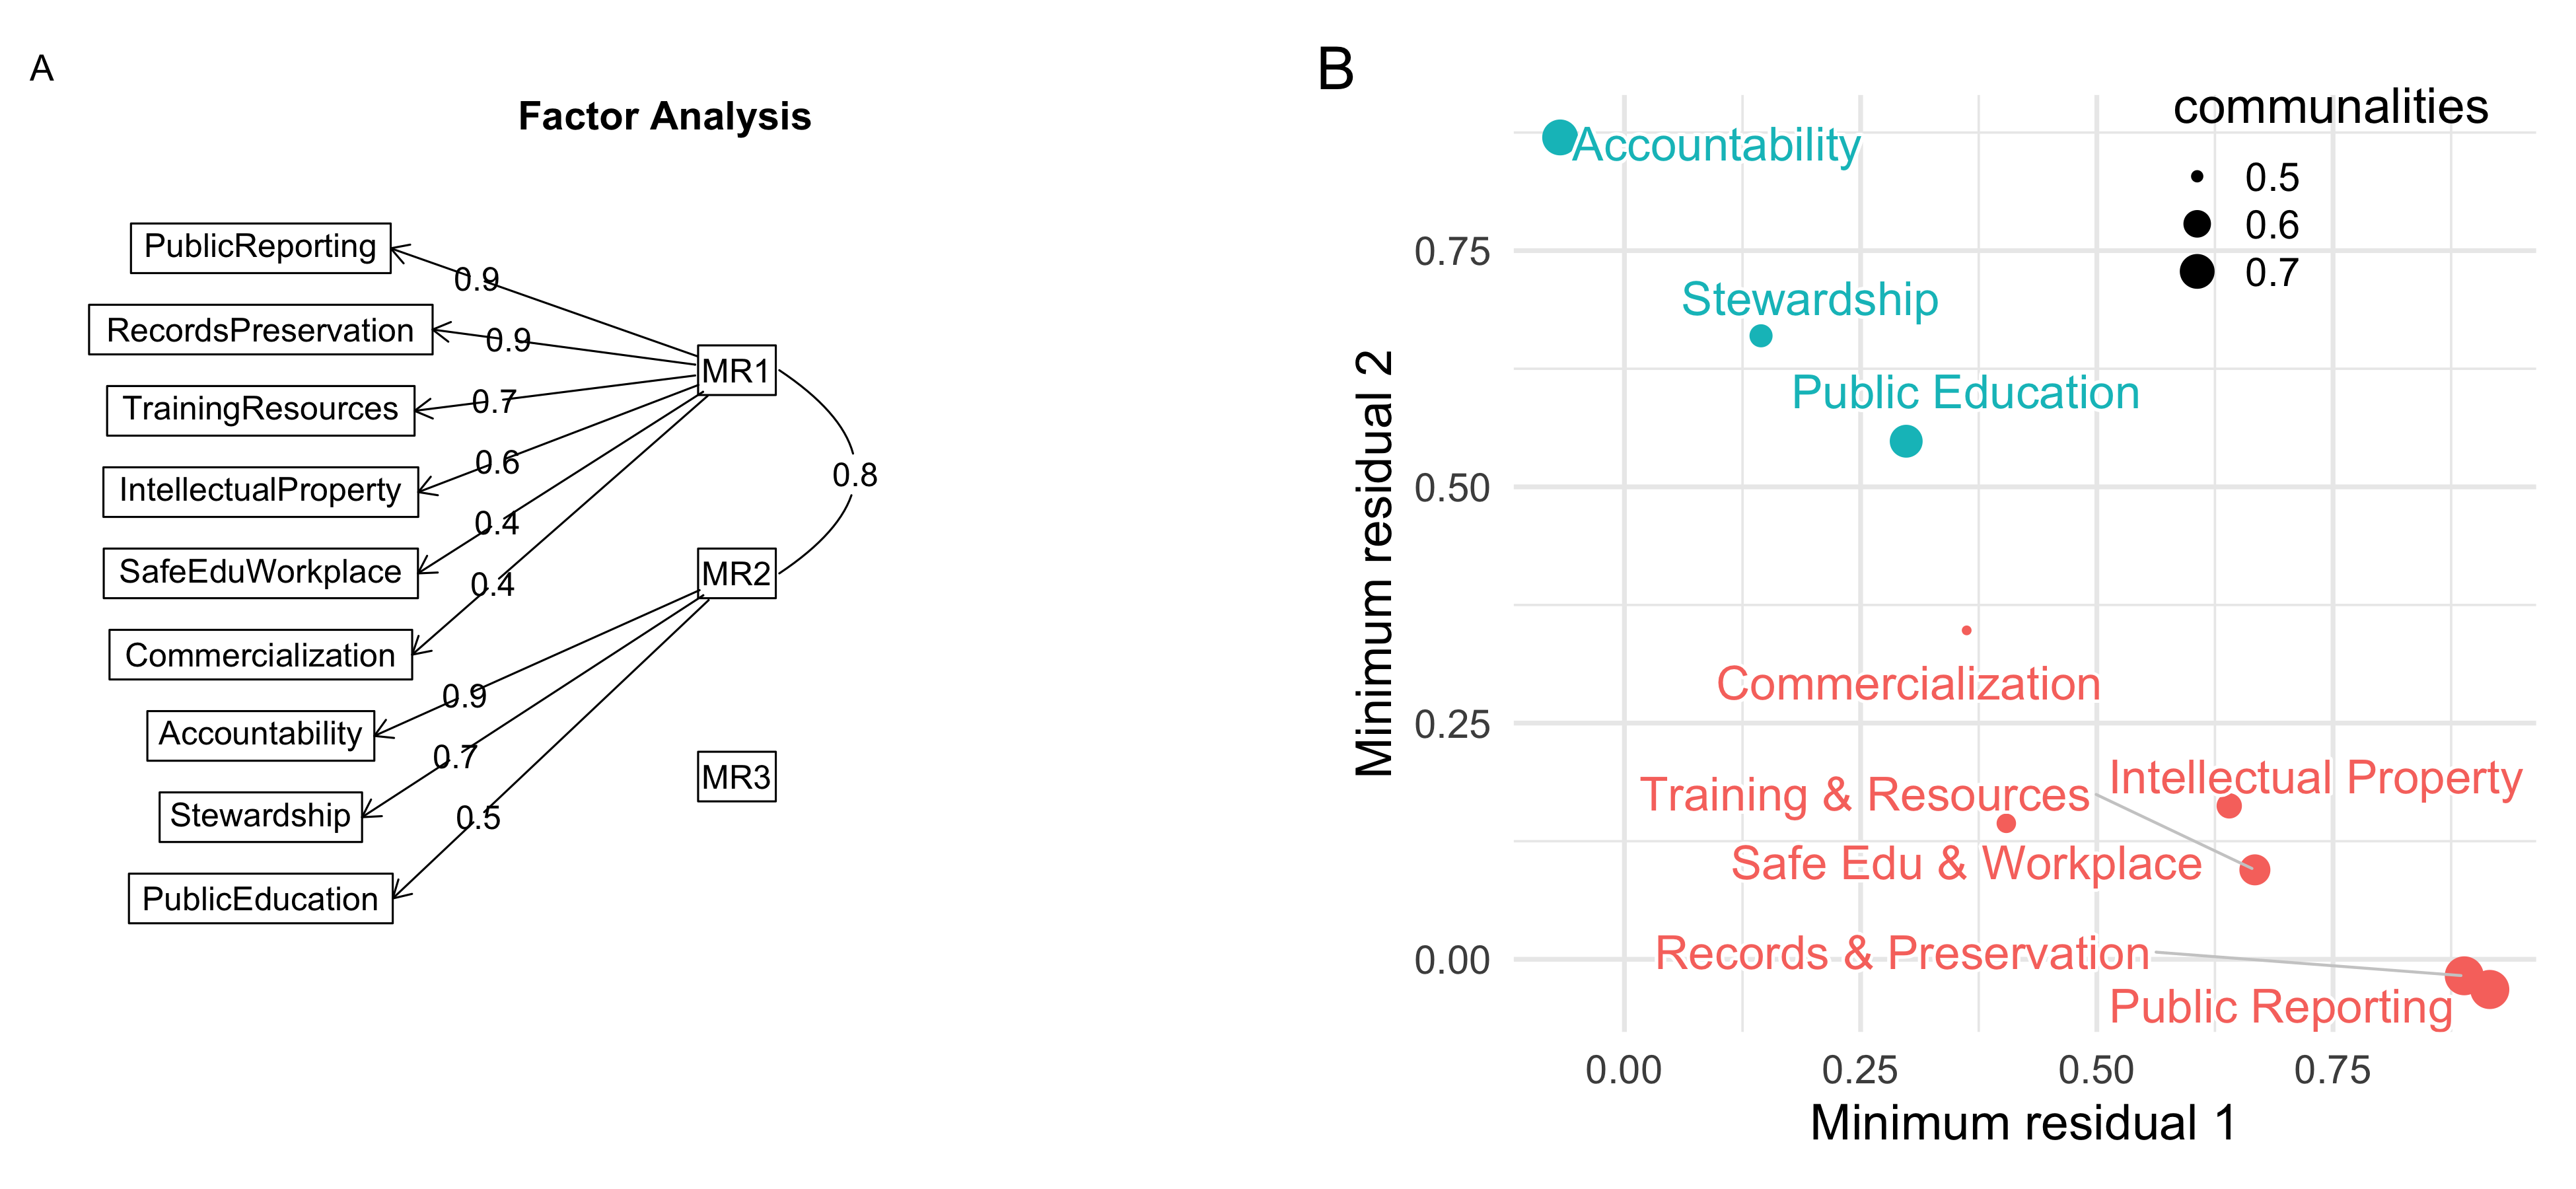 A
Factor Analysis
PublicReporting
RecordsPreservation
TrainingResources
IntellectualProperty
SafeEduWorkplace
Commercialization
Accountability
Stewardship
PublicEducation
0.9
0.9
0.7
0.6
0.4
0.4
0.9
0.7
0.5
MR1
MR2
MR3
0.8
B
communalities
0.5
0.6
0.7
Accountability
Stewardship
Public Education
Commercialization
Intellectual Property
Training & Resources
Safe Edu & Workplace
Records & Preservation
Public Reporting
Minimum residual 2
0.75
0.50
0.25
0.00
0.00
0.25
0.50
0.75
Minimum residual 1